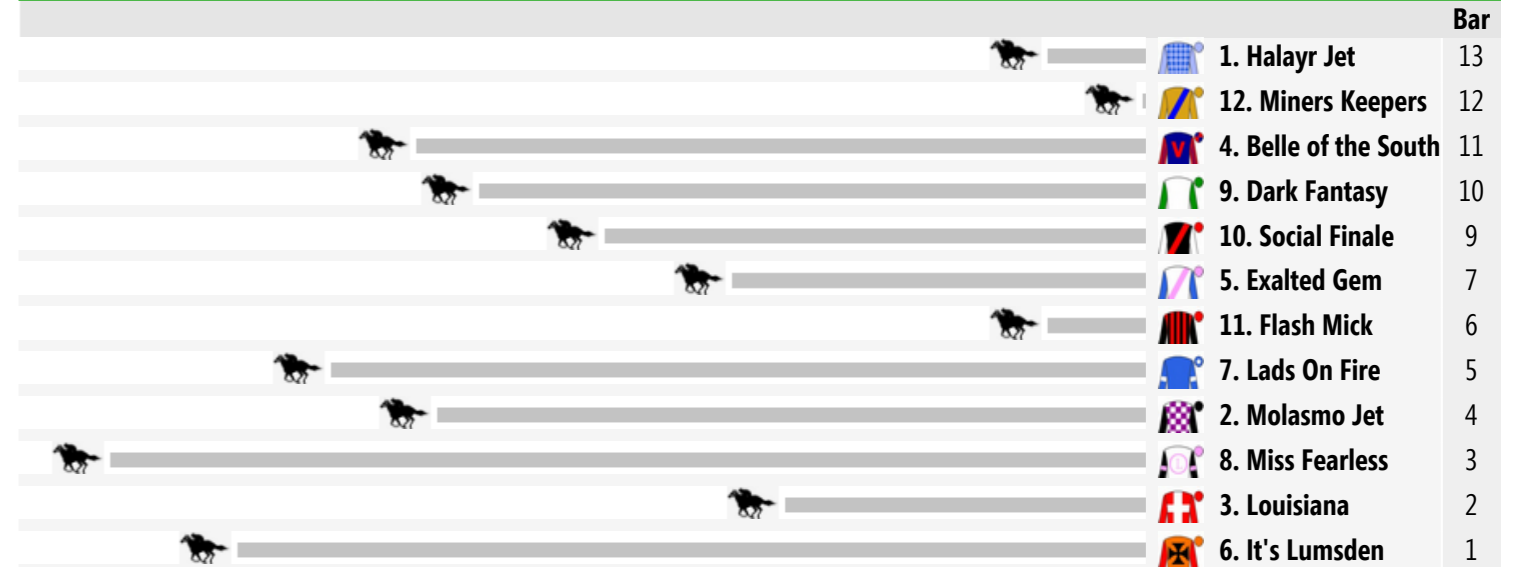 Bar
1. Halayr Jet 13
12. Miners Keepers 12
4. Belle of the South 11
9. Dark Fantasy 10
10. Social Finale 9
5. Exalted Gem 7
11. Flash Mick 6
7. Lads On Fire 5
2. Molasmo Jet 4
8. Miss Fearless 3
3. Louisiana 2
6. It's Lumsden 1